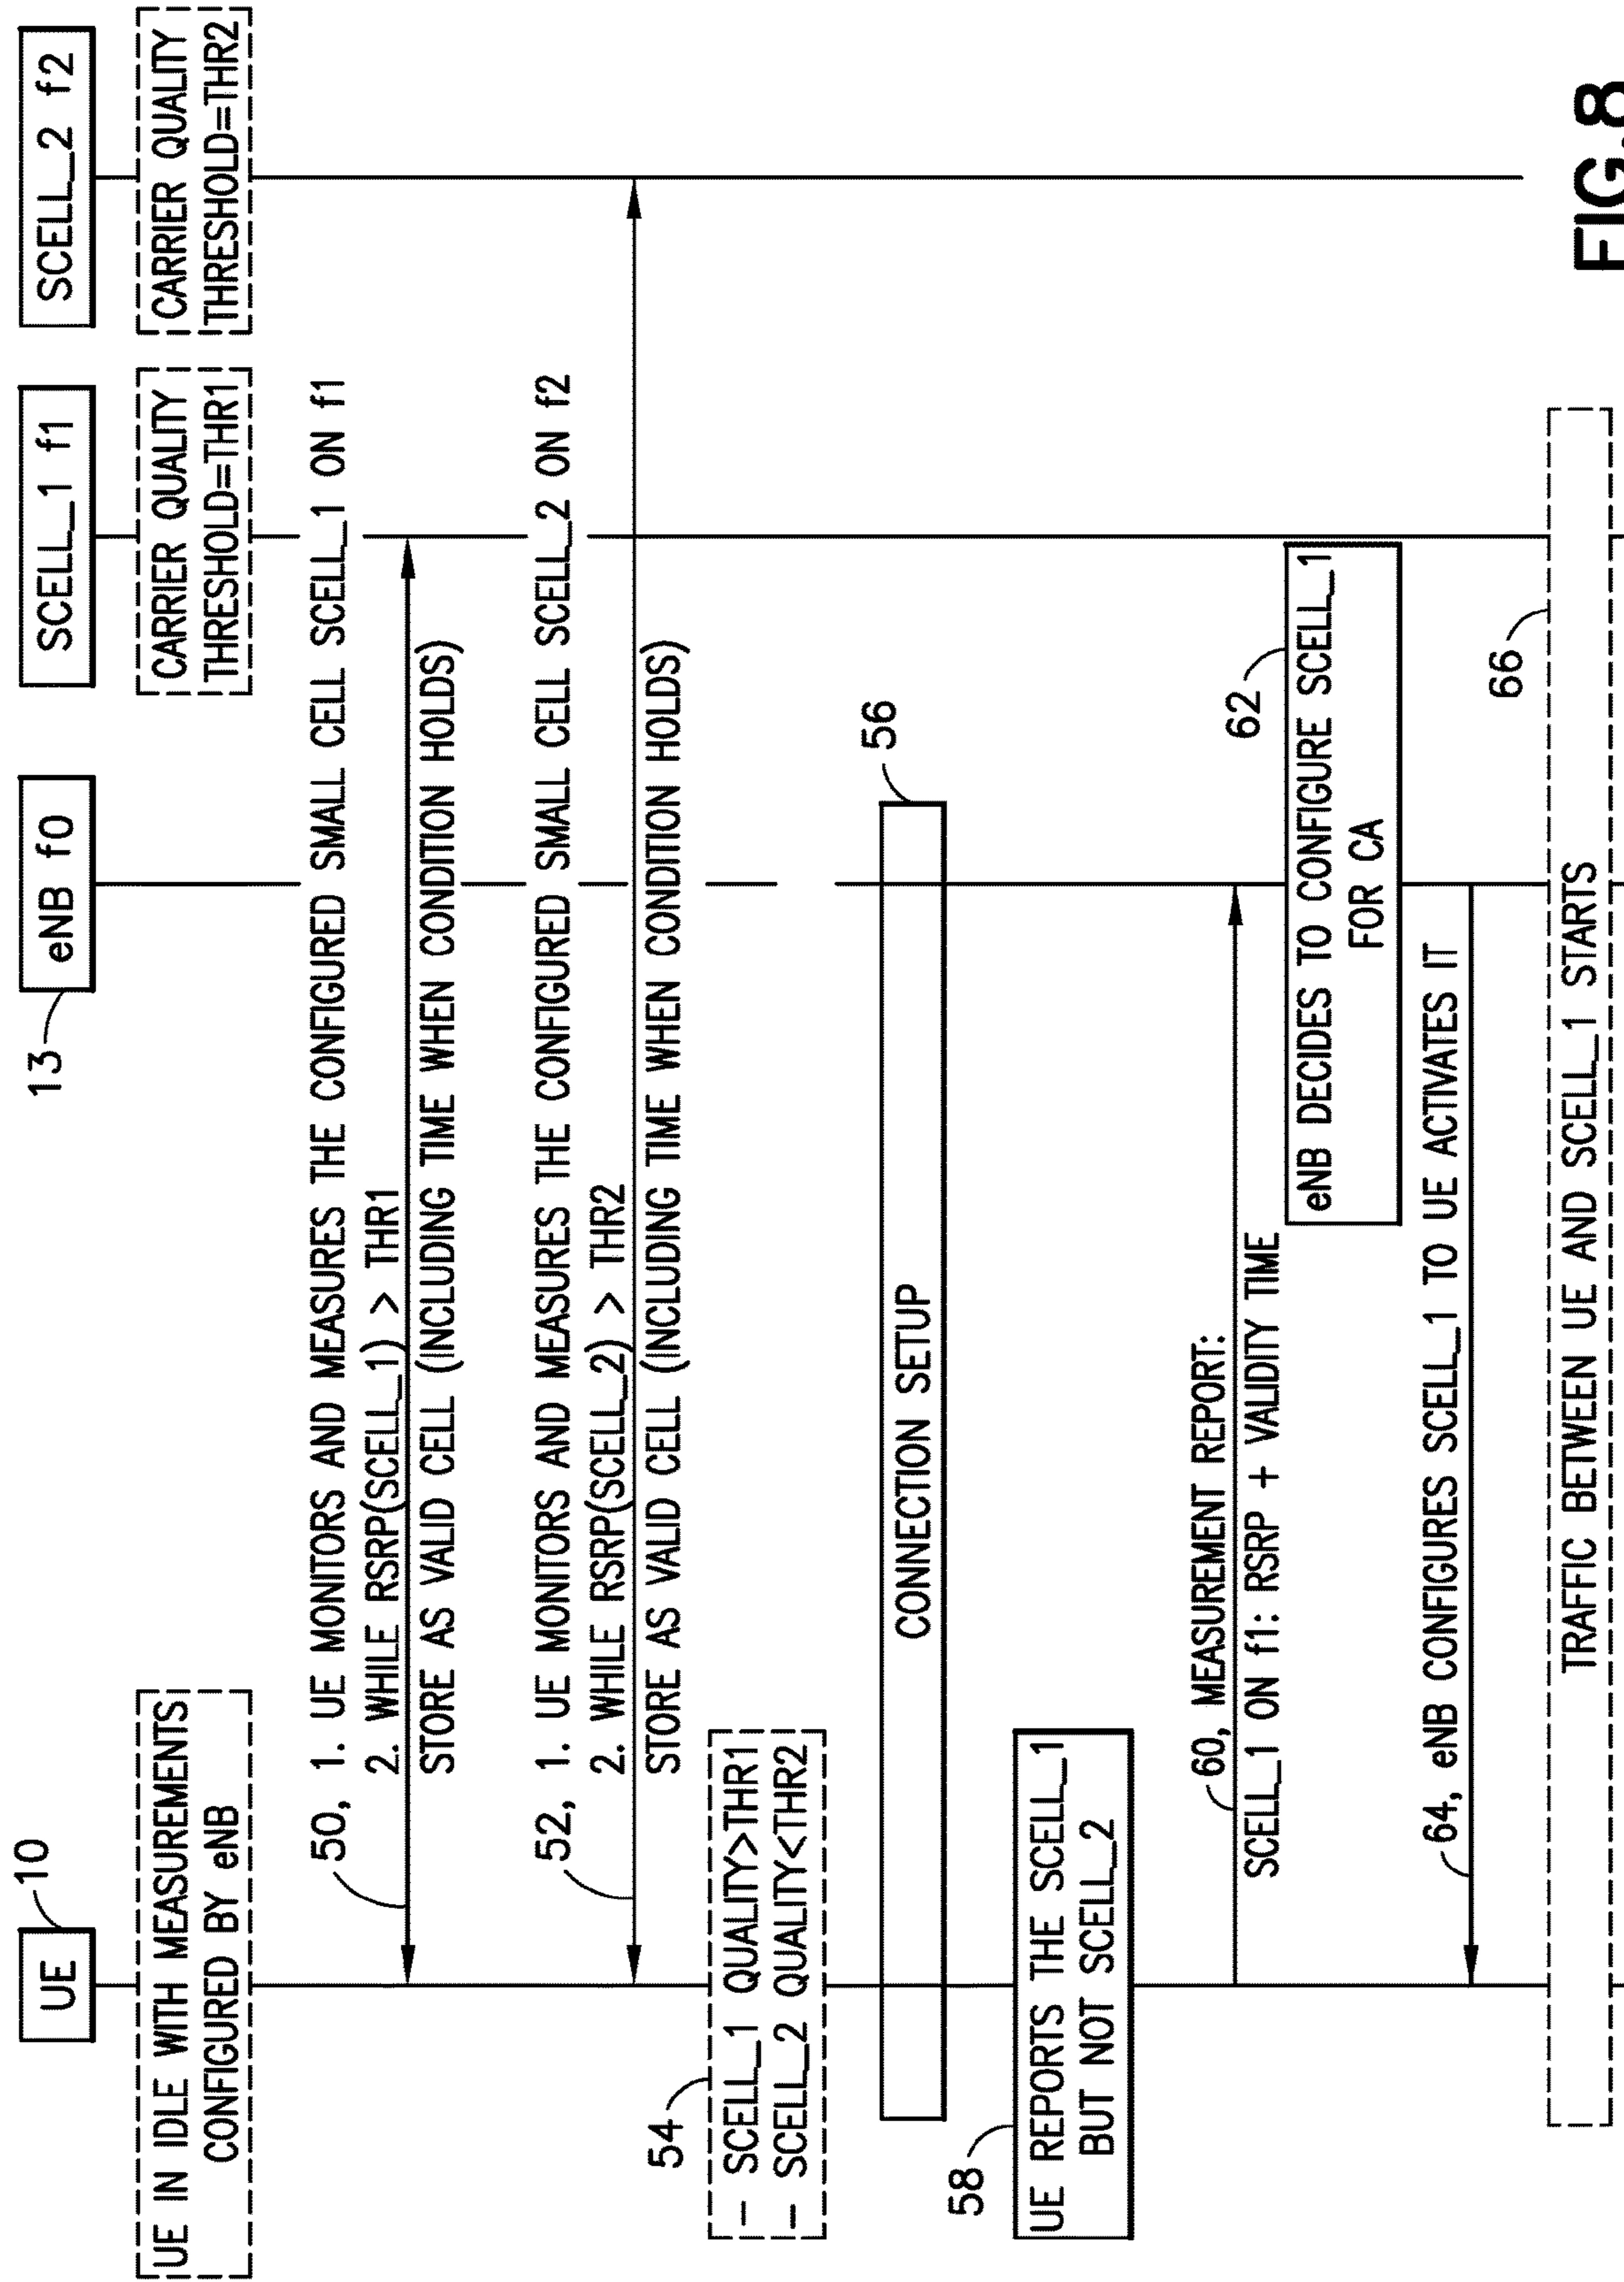 UE
10
eNB f0
13
SCELL_1 f1
SCELL_2 f2
UE IN IDLE WITH MEASUREMENTS
CONFIGURED BY eNB
CARRIER QUALITY
THRESHOLD=THR1
CARRIER QUALITY
THRESHOLD=THR2
50, 1. UE MONITORS AND MEASURES THE CONFIGURED SMALL CELL SCELL_1 ON f1
2. WHILE RSRP(SCELL_1) > THR1
STORE AS VALID CELL (INCLUDING TIME WHEN CONDITION HOLDS)
52, 1. UE MONITORS AND MEASURES THE CONFIGURED SMALL CELL SCELL_2 ON f2
2. WHILE RSRP(SCELL_2) > THR2
STORE AS VALID CELL (INCLUDING TIME WHEN CONDITION HOLDS)
54
– SCELL_1 QUALITY>THR1
– SCELL_2 QUALITY<THR2
CONNECTION SETUP
56
58
UE REPORTS THE SCELL_1
BUT NOT SCELL_2
60, MEASUREMENT REPORT:
SCELL_1 ON f1: RSRP + VALIDITY TIME
62
eNB DECIDES TO CONFIGURE SCELL_1
FOR CA
64, eNB CONFIGURES SCELL_1 TO UE ACTIVATES IT
66
TRAFFIC BETWEEN UE AND SCELL_1 STARTS
FIG.8